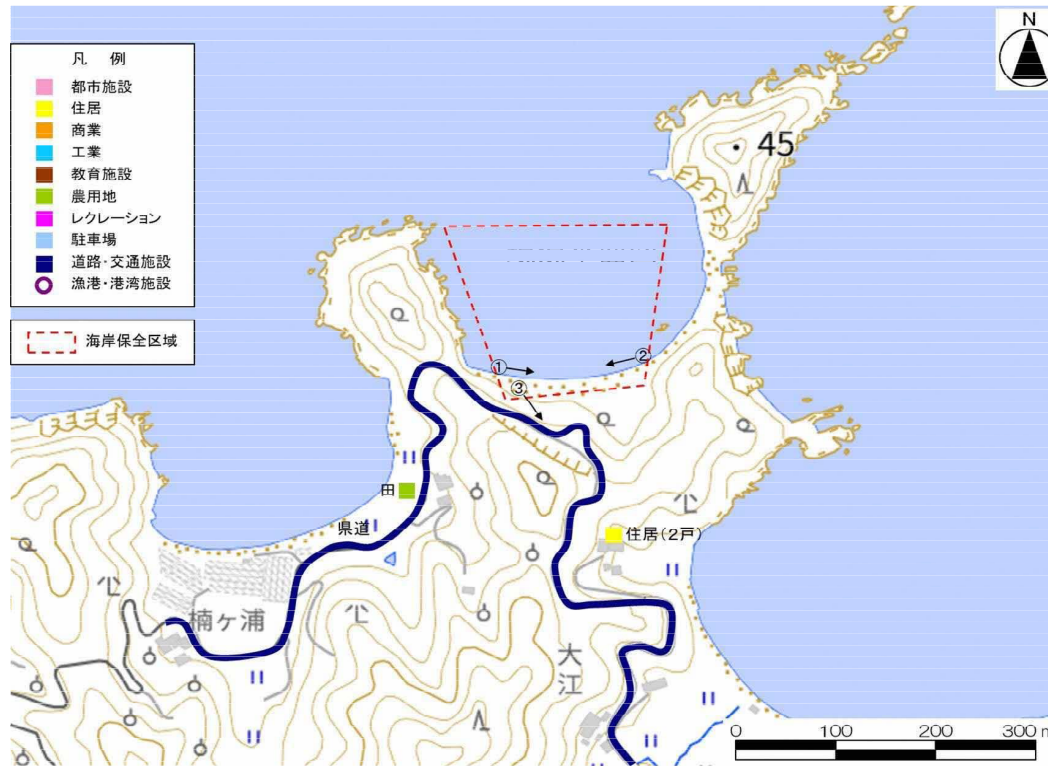 凡 例
都市施設
住居
商業
工業
教育施設
農用地
レクレーション
駐車場
道路・交通施設
漁港・港湾施設
海岸保全区域
N
45
①
②
③
田
県道
住居(2戸)
楠ヶ浦
大江
0 100 200 300 m